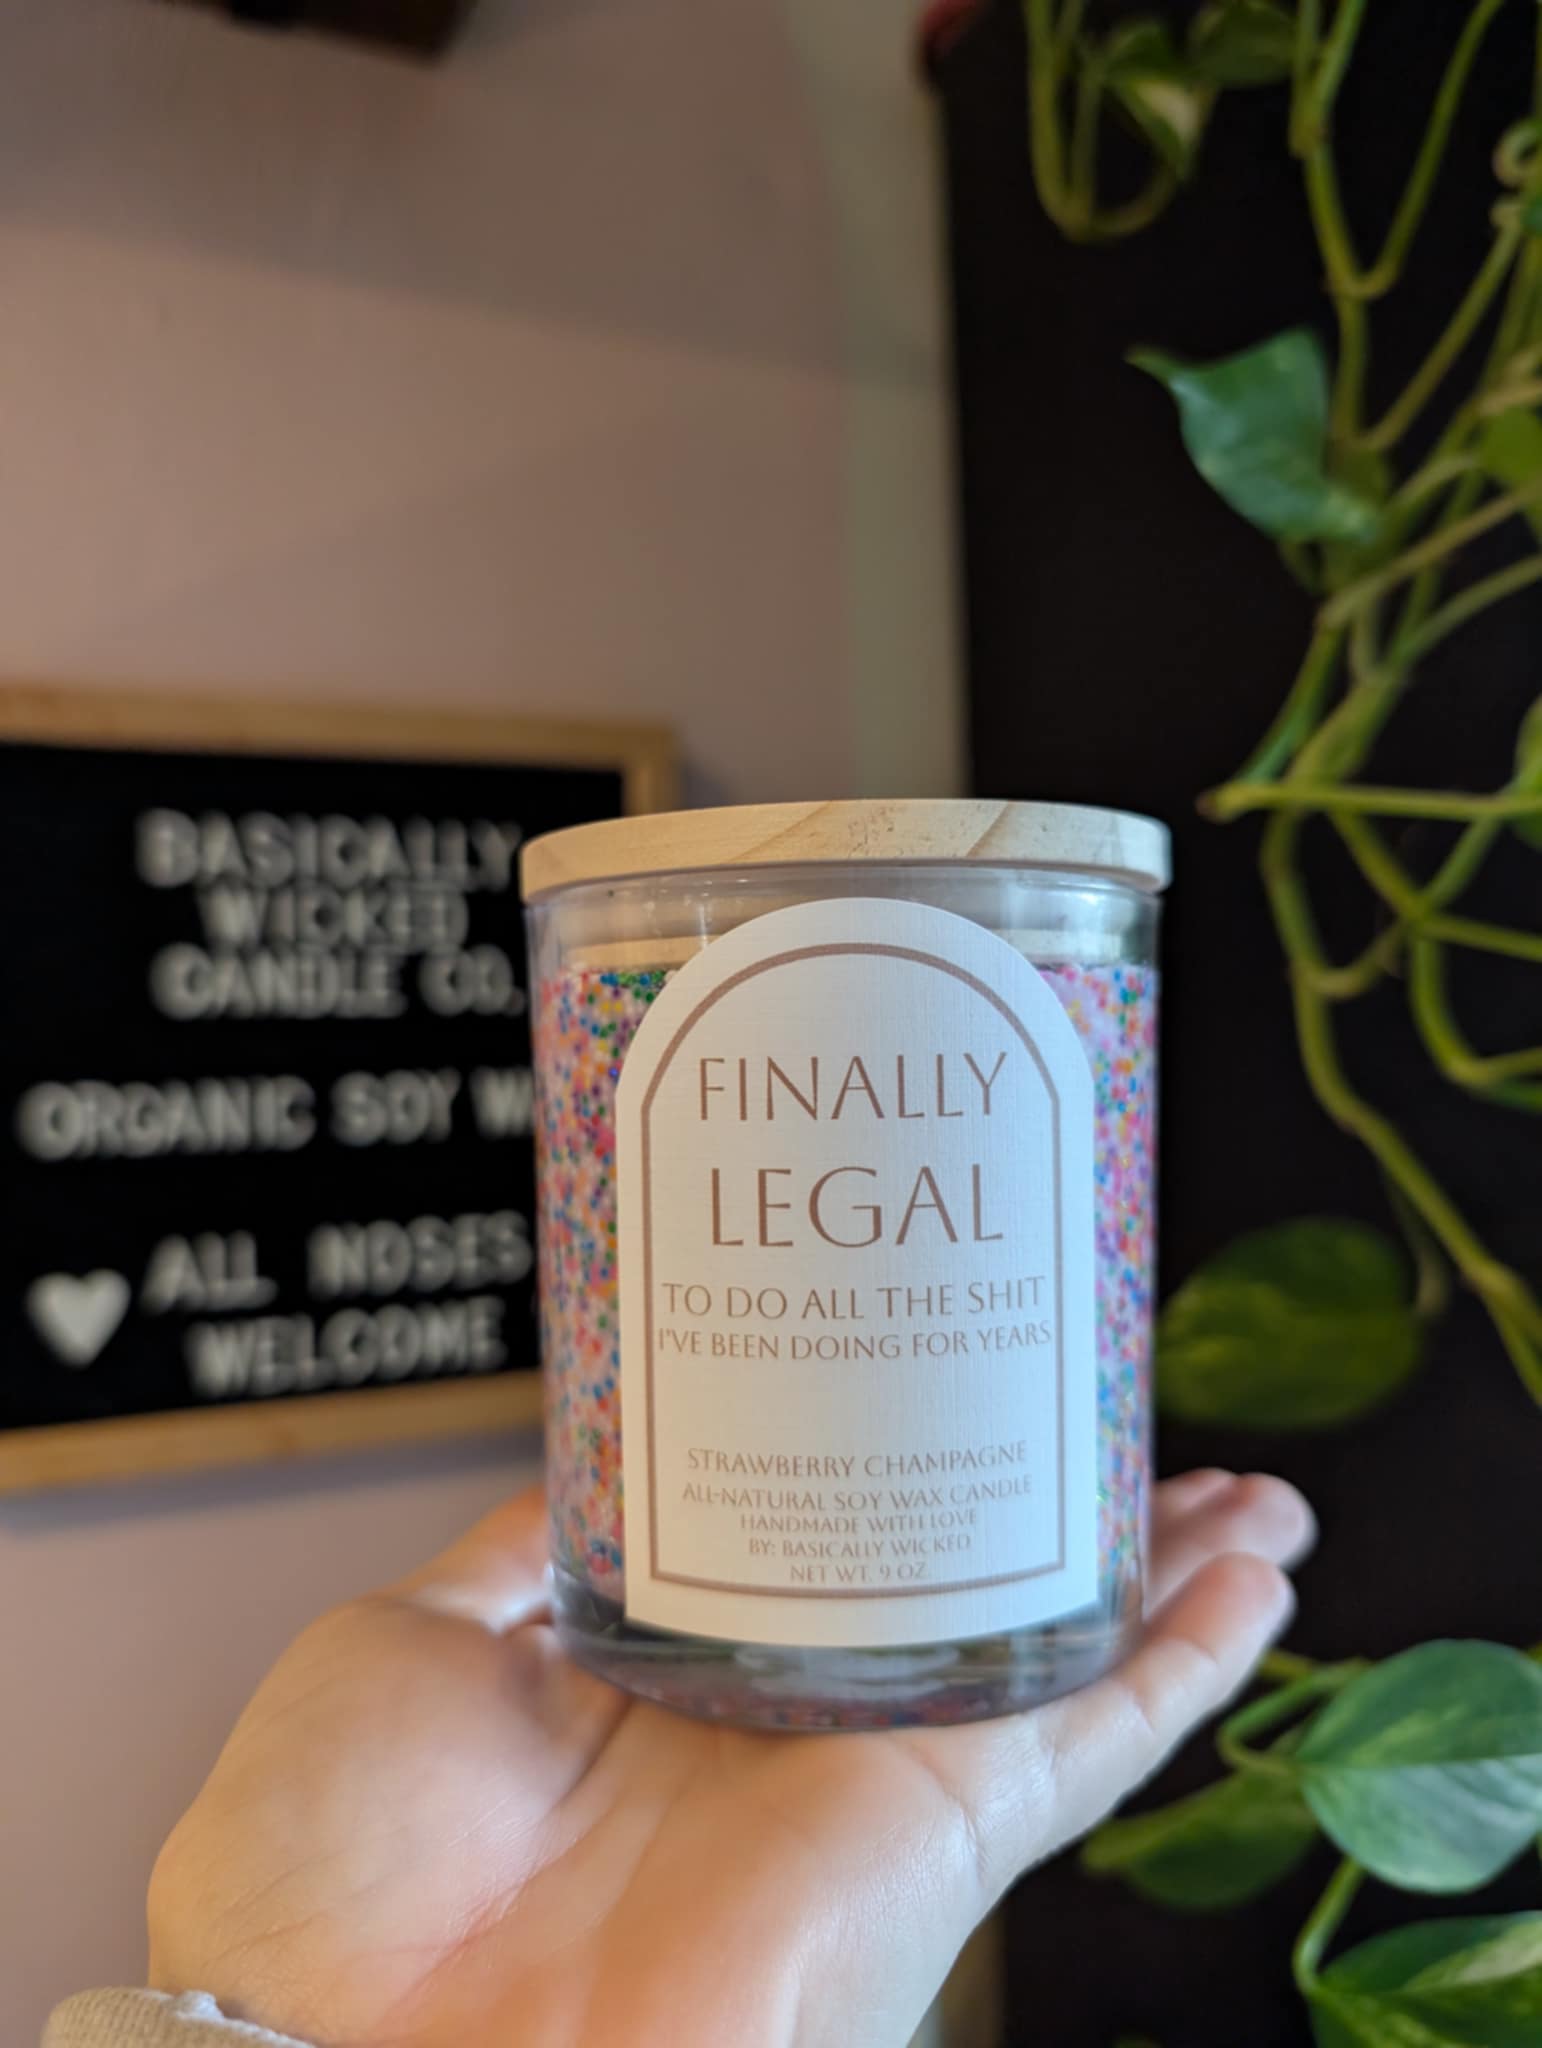 BASICALLY
WICKED
CANDLE CO.
ORGANIC SOY
ALL NOSES
WELCOME
FINALLY
LEGAL
TO DO ALL THE SHIT
I'VE BEEN DOING FOR YEARS
STRAWBERRY CHAMPAGNE
ALL-NATURAL SOY WAX CANDLE
HANDMADE WITH LOVE
BY: BASICALLY WICKED
NET WT. 9 OZ.